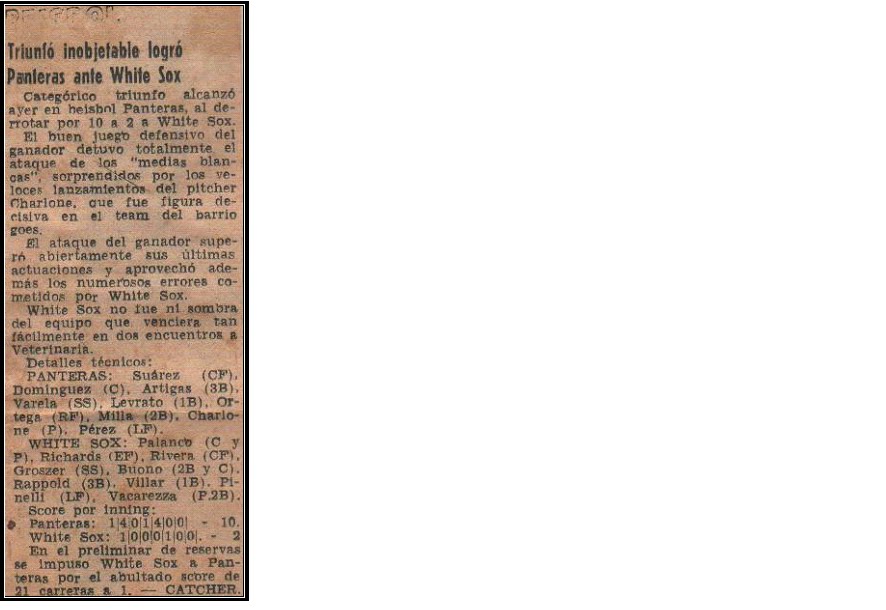 Triunfó inobjetable logró
Panteras ante White Sox
Categórico triunfo alcanzó
ayer en beisbol Panteras, al de-
rrotar por 10 a 2 a White Sox.
El buen juego defensivo del
ganador detuvo totalmente el
ataque de los "medias blan-
cas", sorprendidos por los ve-
loces lanzamientos del pitcher
Charlone, que fue figura de-
cisiva en el team del barrio
goes.
El ataque del ganador supe-
ró abiertamente sus últimas
actuaciones y aprovechó ade-
más los numerosos errores co-
metidos por White Sox.
White Sox no fue ni sombra
del equipo que venciera tan
fácilmente en dos encuentros a
Veterinaria.
Detalles técnicos:
PANTERAS: Suárez (CF),
Domínguez (C), Artigas (3B),
Varela (SS), Levrato (1B), Or-
tega (RF), Milla (2B), Charlo-
ne (P), Pérez (LF).
WHITE SOX: Palanco (C y
P), Richards (EF), Rivera (CF),
Groszer (SS), Buono (2B y C),
Rappold (3B), Villar (1B), Pi-
nelli (LF), Vacarezza (P.2B).
Score por inning:
Panteras: 1|4|0|1|4|0|0| - 10.
White Sox: 1|0|0|0|1|0|0|. - 2
En el preliminar de reservas
se impuso White Sox a Pan-
teras por el abultado score de
21 carreras a 1. — CATCHER.